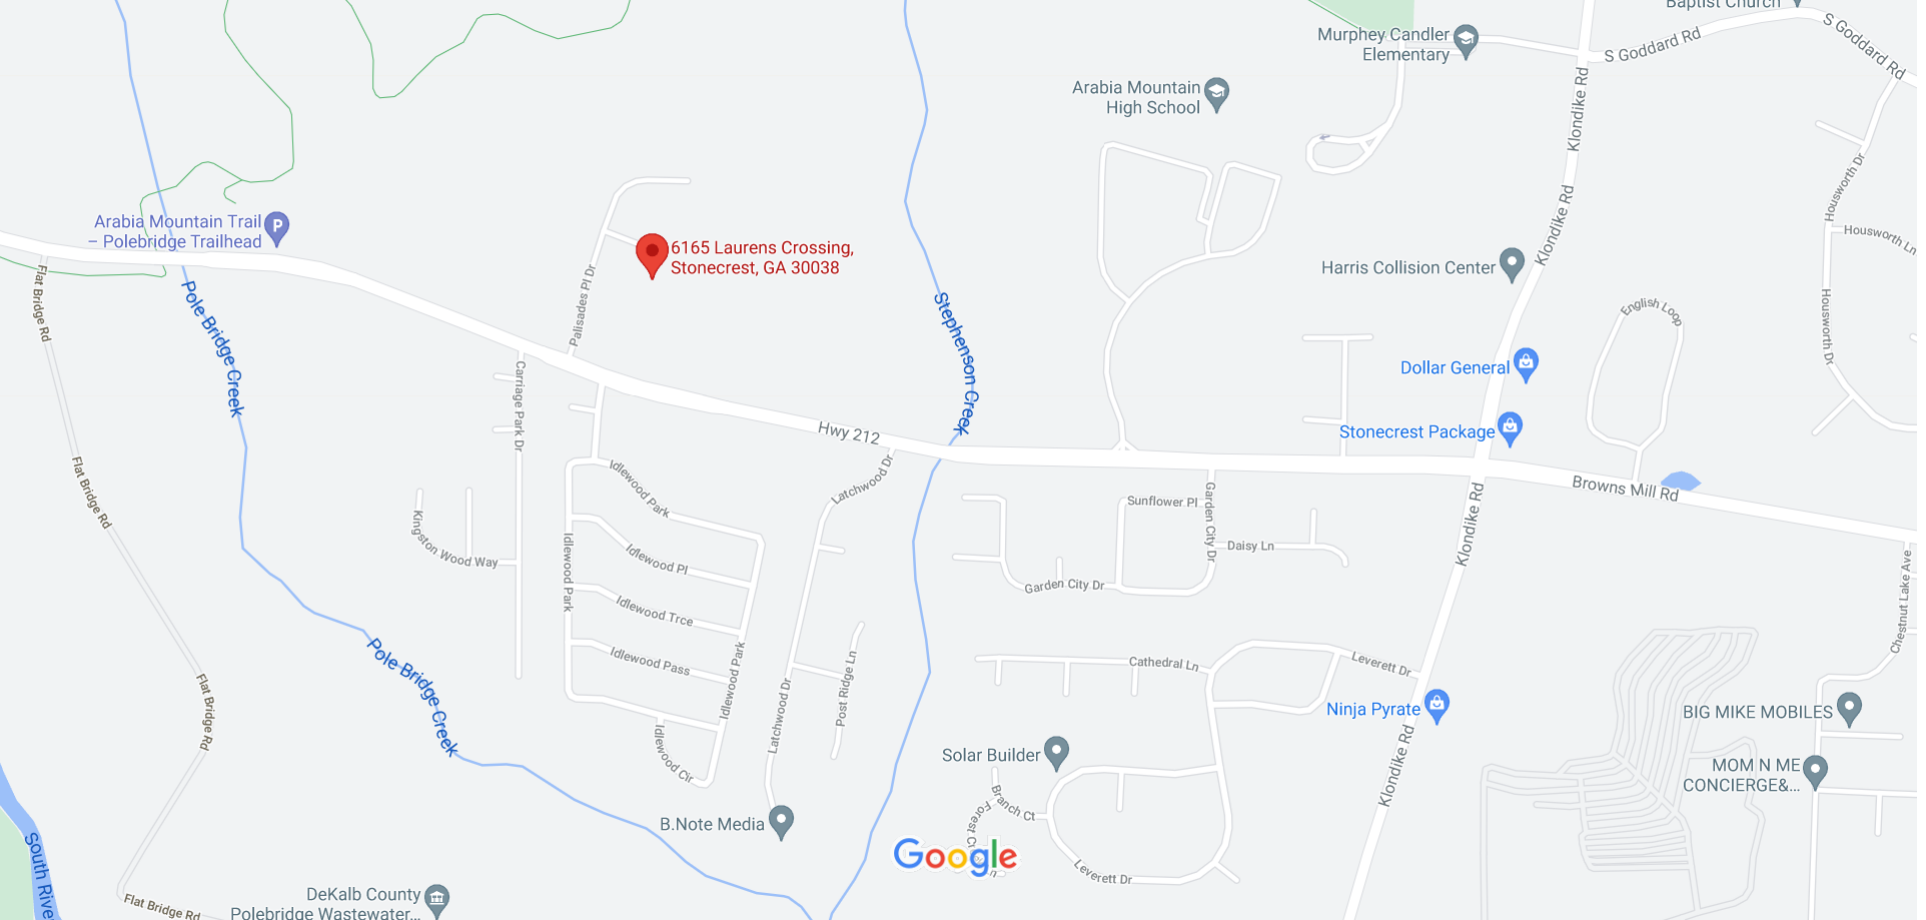 Baptist Church
Murphey Candler
Elementary
S Goddard Rd
S Goddard Rd
Arabia Mountain
High School
Klondike Rd
Housworth Dr
Klondike Rd
Housworth Ln
Arabia Mountain Trail
– Polebridge Trailhead
P
6165 Laurens Crossing,
Stonecrest, GA 30038
Harris Collision Center
Flat Bridge Rd
Pole Bridge Creek
Palisades Pl Dr
Stephenson Creek
English Loop
Housworth Dr
Dollar General
Carriage Park Dr
Hwy 212
Stonecrest Package
Flat Bridge Rd
Idlewood Park
Latchwood Dr
Browns Mill Rd
Sunflower Pl
Garden City Dr
Klondike Rd
Kingston Wood Way
Idlewood Park
Idlewood Pl
Daisy Ln
Garden City Dr
Chestnut Lake Ave
Idlewood Trce
Pole Bridge Creek
Idlewood Pass
Idlewood Park
Post Ridge Ln
Cathedral Ln
Leverett Dr
Flat Bridge Rd
Latchwood Dr
Ninja Pyrate
BIG MIKE MOBILES
Idlewood Cir
Solar Builder
Klondike Rd
MOM N ME
CONCIERGE&...
Branch Ct
Forest Ct
B.Note Media
Google
Leverett Dr
South Rive
DeKalb County
Polebridge Wastewater...
Flat Bridge Rd